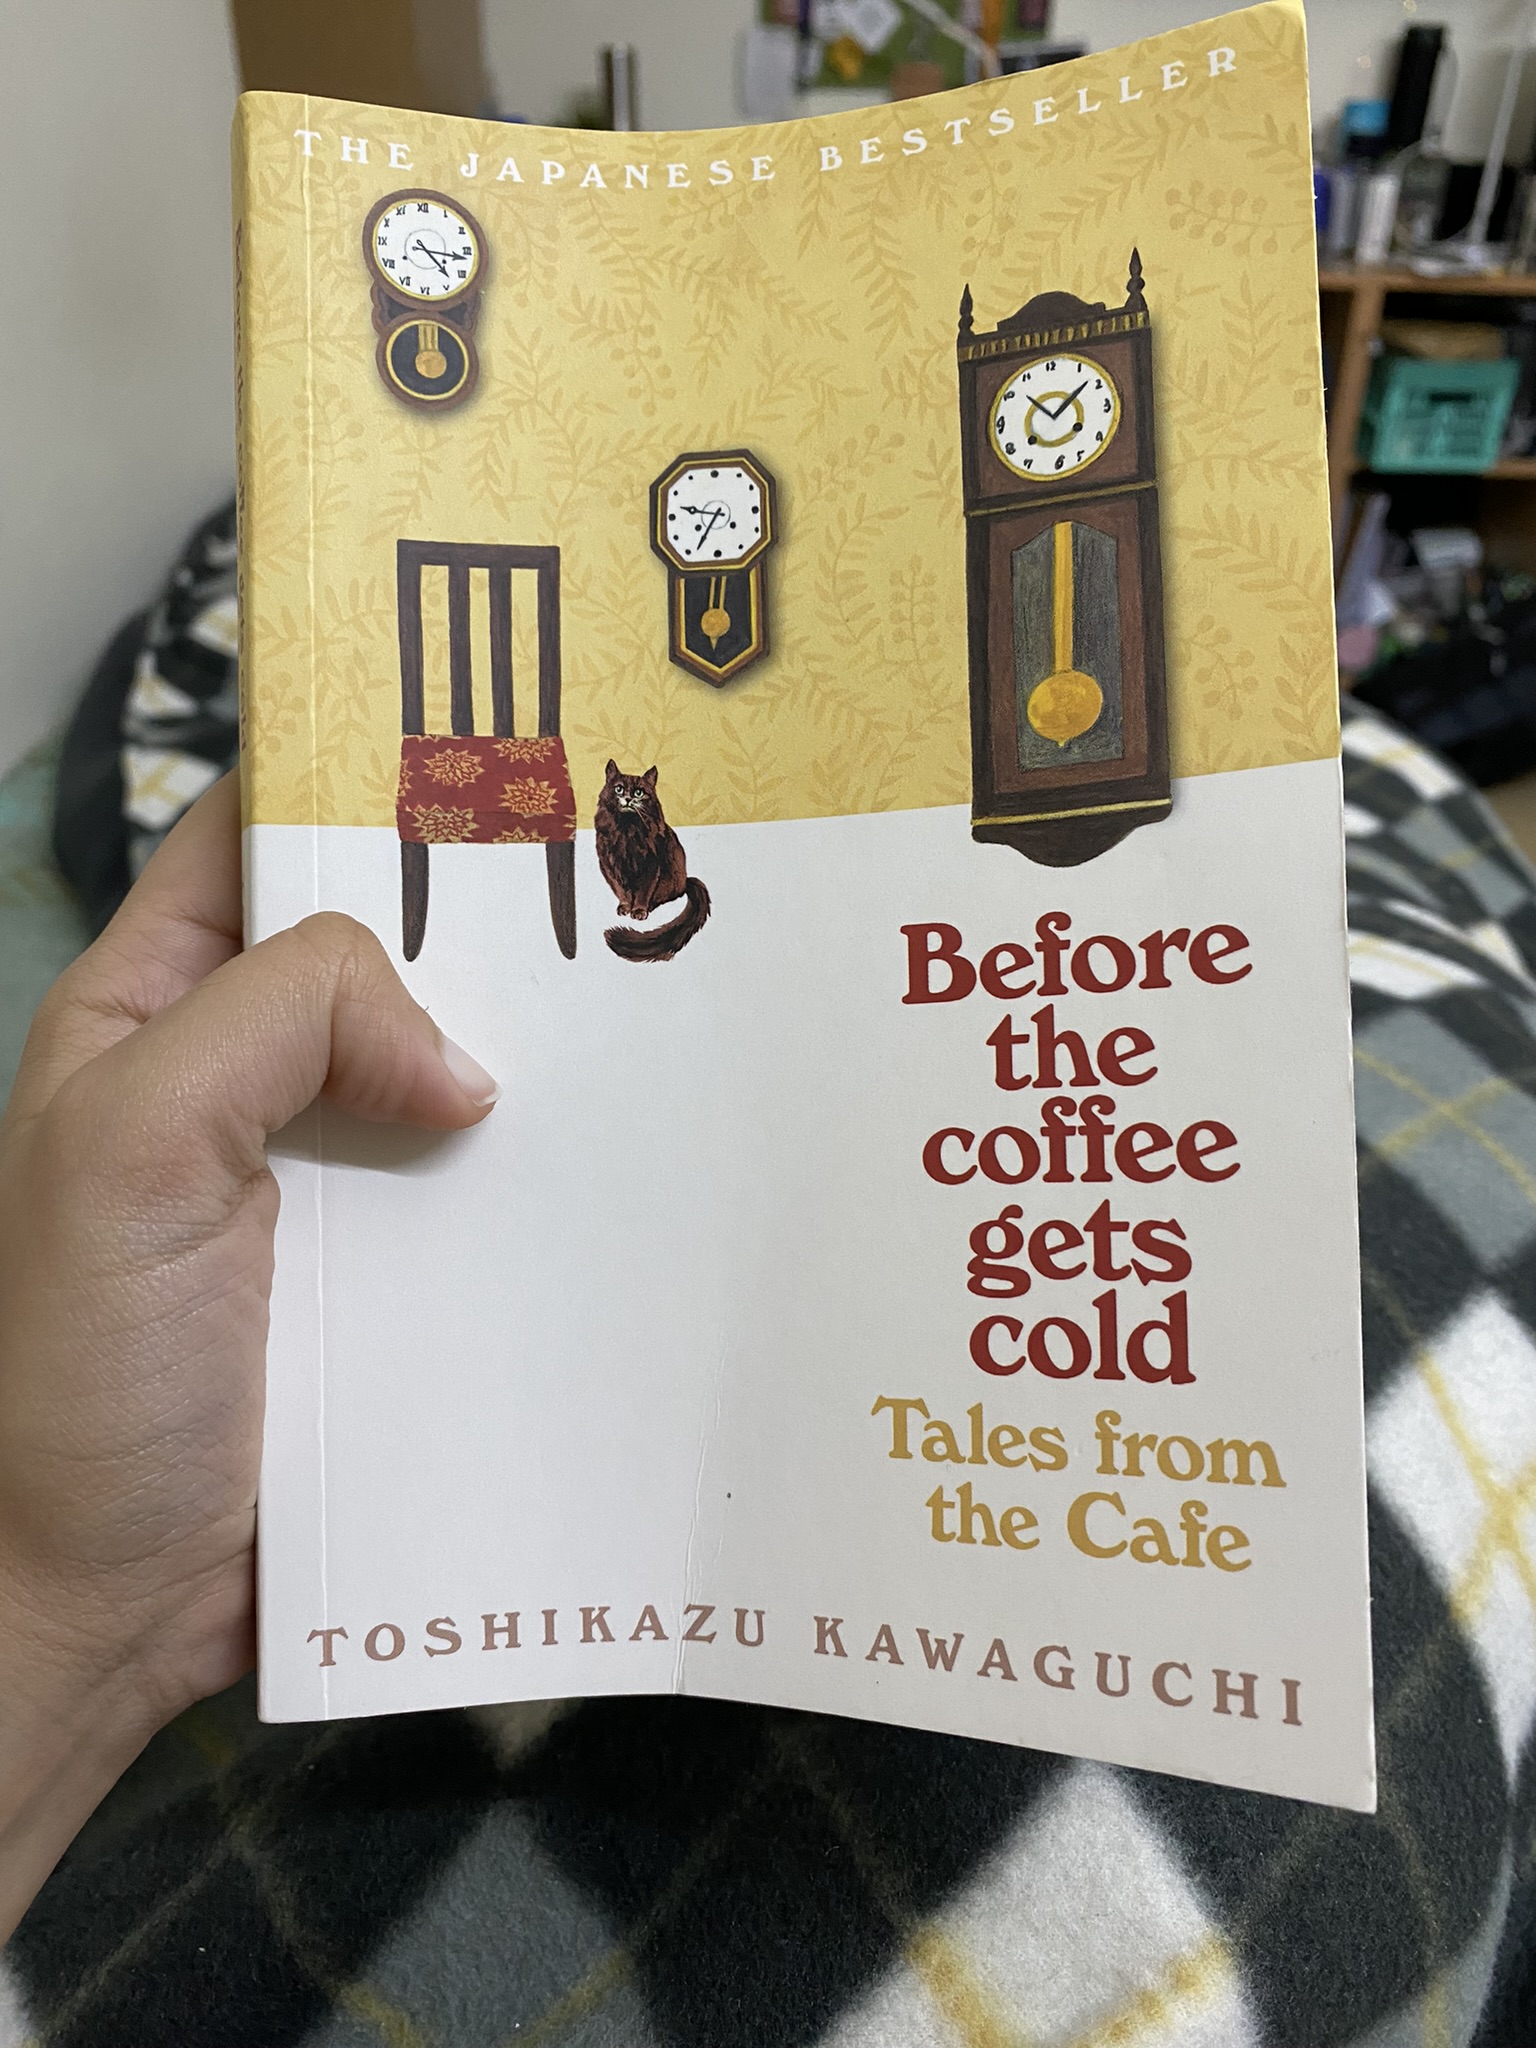 THE JAPANESE BESTSELLER
Before
the
coffee
gets
cold
Tales from
the Cafe
TOSHIKAZU KAWAGUCHI